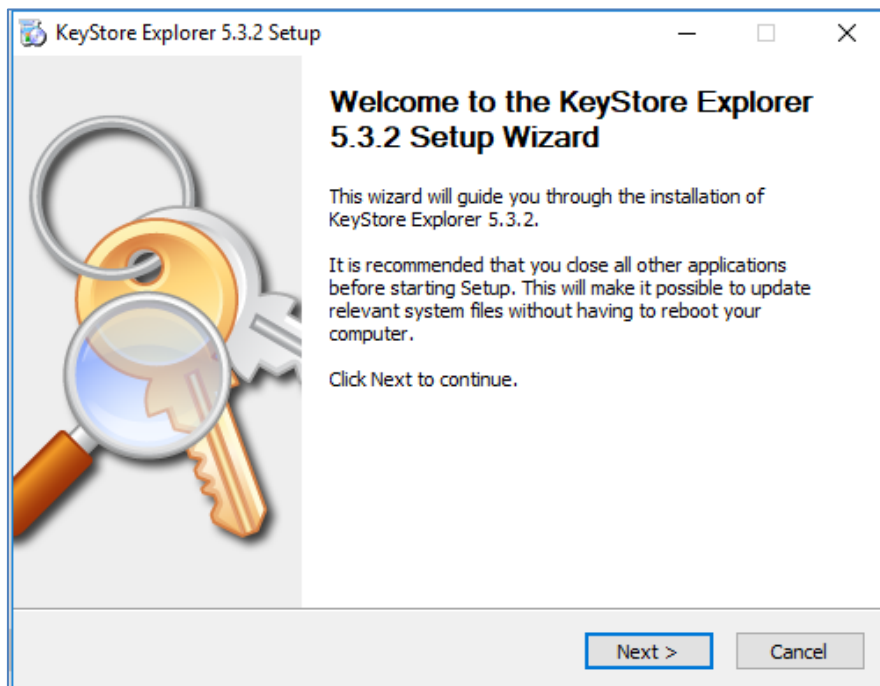 KeyStore Explorer 5.3.2 Setup
Welcome to the KeyStore Explorer
5.3.2 Setup Wizard
This wizard will guide you through the installation of
KeyStore Explorer 5.3.2.
It is recommended that you close all other applications
before starting Setup. This will make it possible to update
relevant system files without having to reboot your
computer.
Click Next to continue.
Next >
Cancel